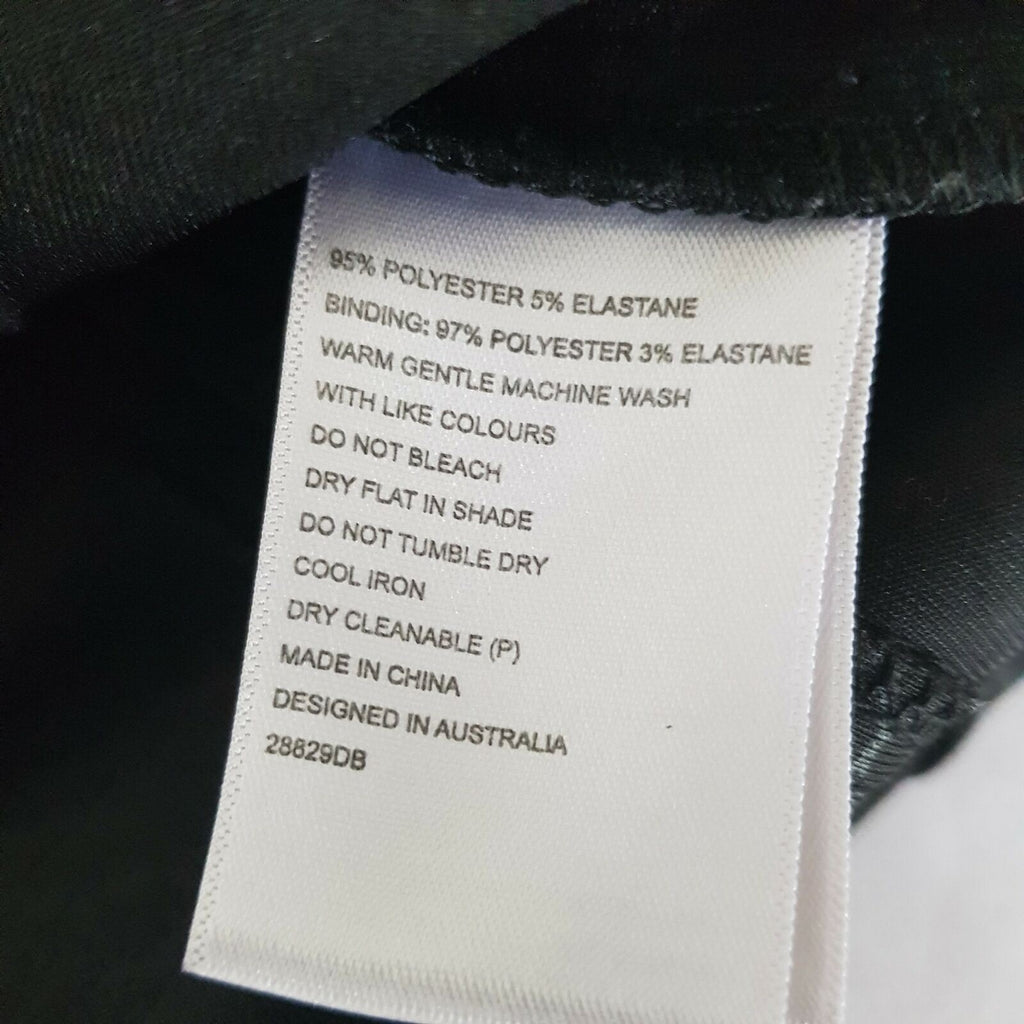 95% POLYESTER 5% ELASTANE
BINDING: 97% POLYESTER 3% ELASTANE
WARM GENTLE MACHINE WASH
WITH LIKE COLOURS
DO NOT BLEACH
DRY FLAT IN SHADE
DO NOT TUMBLE DRY
COOL IRON
DRY CLEANABLE (P)
MADE IN CHINA
DESIGNED IN AUSTRALIA
28829DB